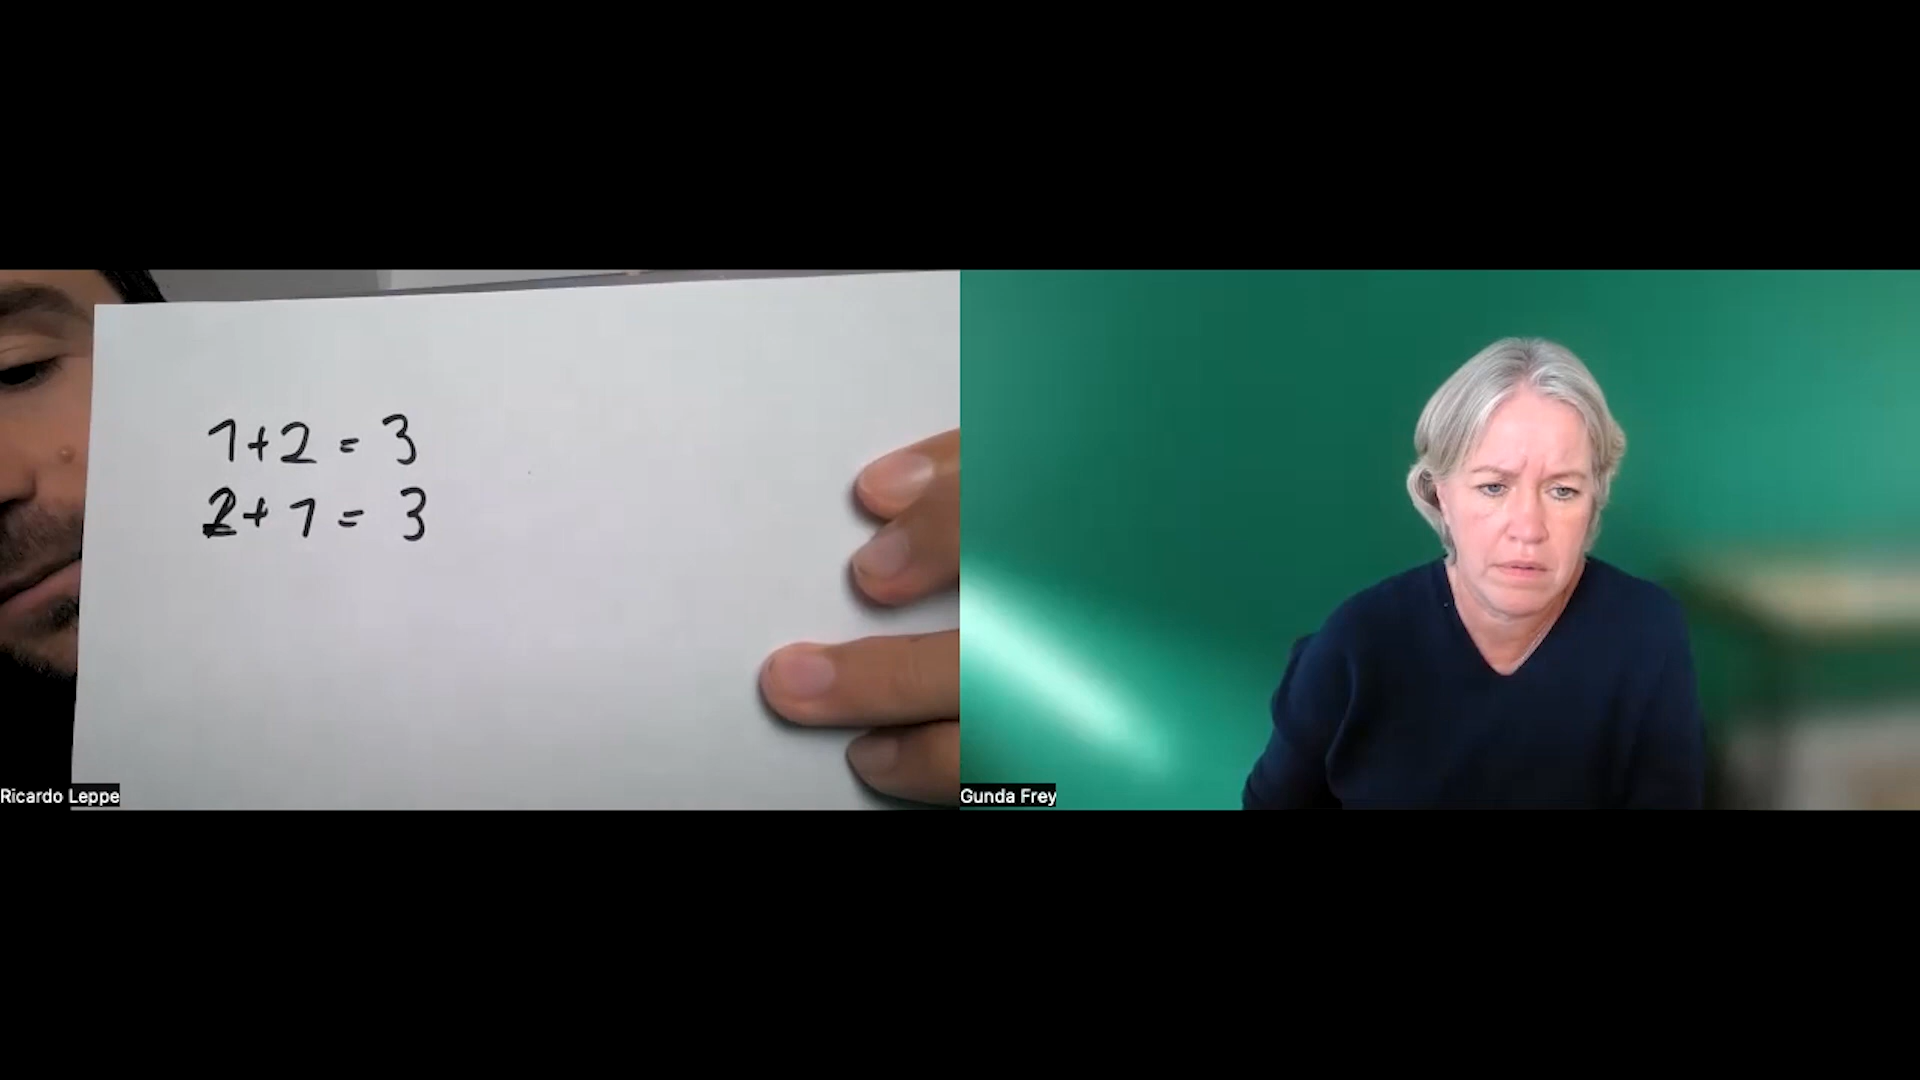 1+2 = 3
2+1 = 3
Ricardo Leppe
Gunda Frey